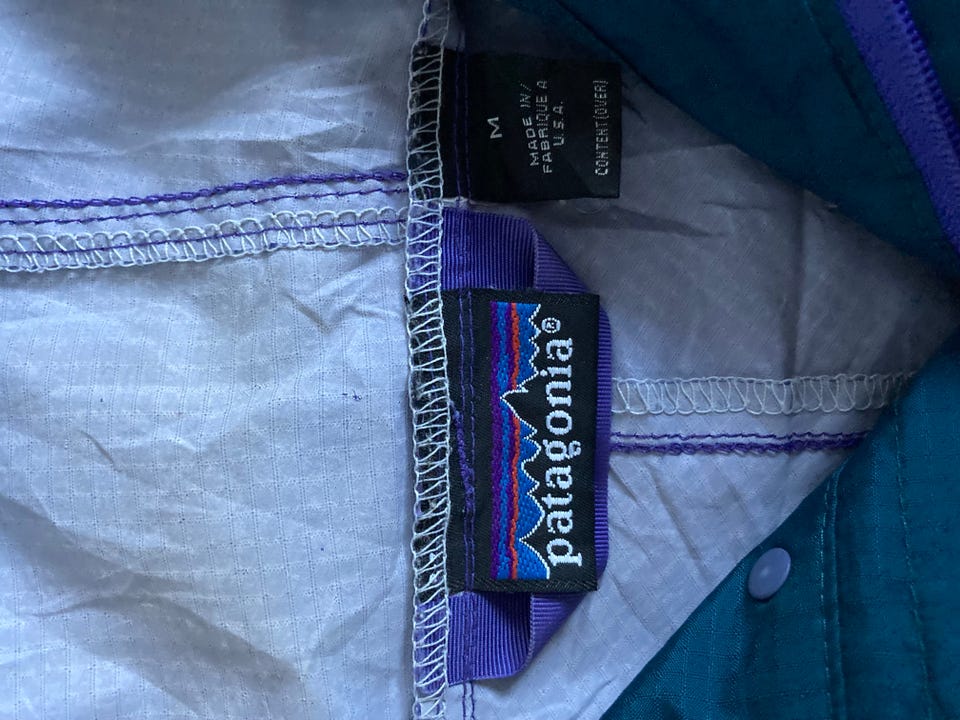 M
MADE IN/
FABRIQUE A
U.S.A.
CONTENT(OVER)
patagonia®